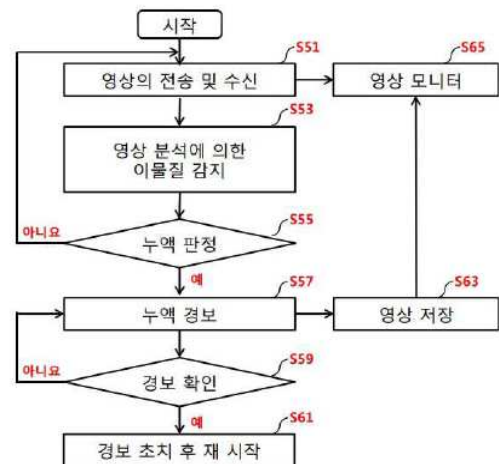 시작
S51
영상의 전송 및 수신
S65
영상 모니터
S53
영상 분석에 의한
이물질 감지
S55
누액 판정
아니요
예
S57
누액 경보
S63
영상 저장
S59
경보 확인
아니요
예
S61
경보 초치 후 재 시작